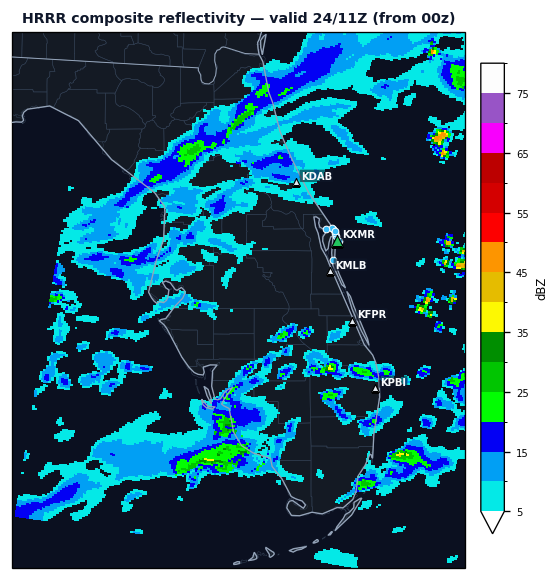 HRRR composite reflectivity — valid 24/11Z (from 00z)
KDAB
KXMR
KMLB
KFPR
KPBI
75
65
55
45
35
25
15
5
dBZ